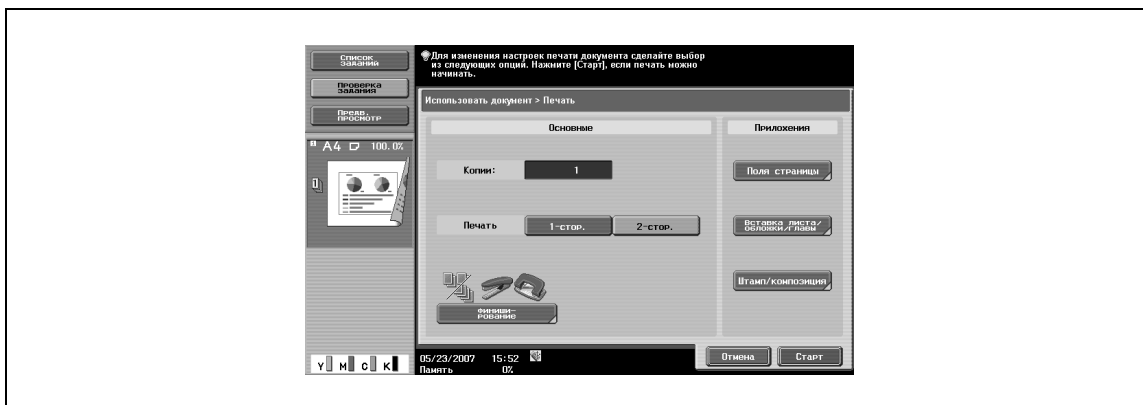 Список
заданий
Проверка
задания
Предв.
просмотр
A4 100.0%
Для изменения настроек печати документа сделайте выбор
из следующих опций. Нажмите [Старт], если печать можно
начинать.
Использовать документ > Печать
Основные
Копии: 1
Печать 1-стор. 2-стор.
Финиши-
рование
Приложения
Поля страницы
Вставка листа/
обложки/главы
Штамп/композиция
Y M C K
05/23/2007 15:52
Память 0%
Отмена Старт